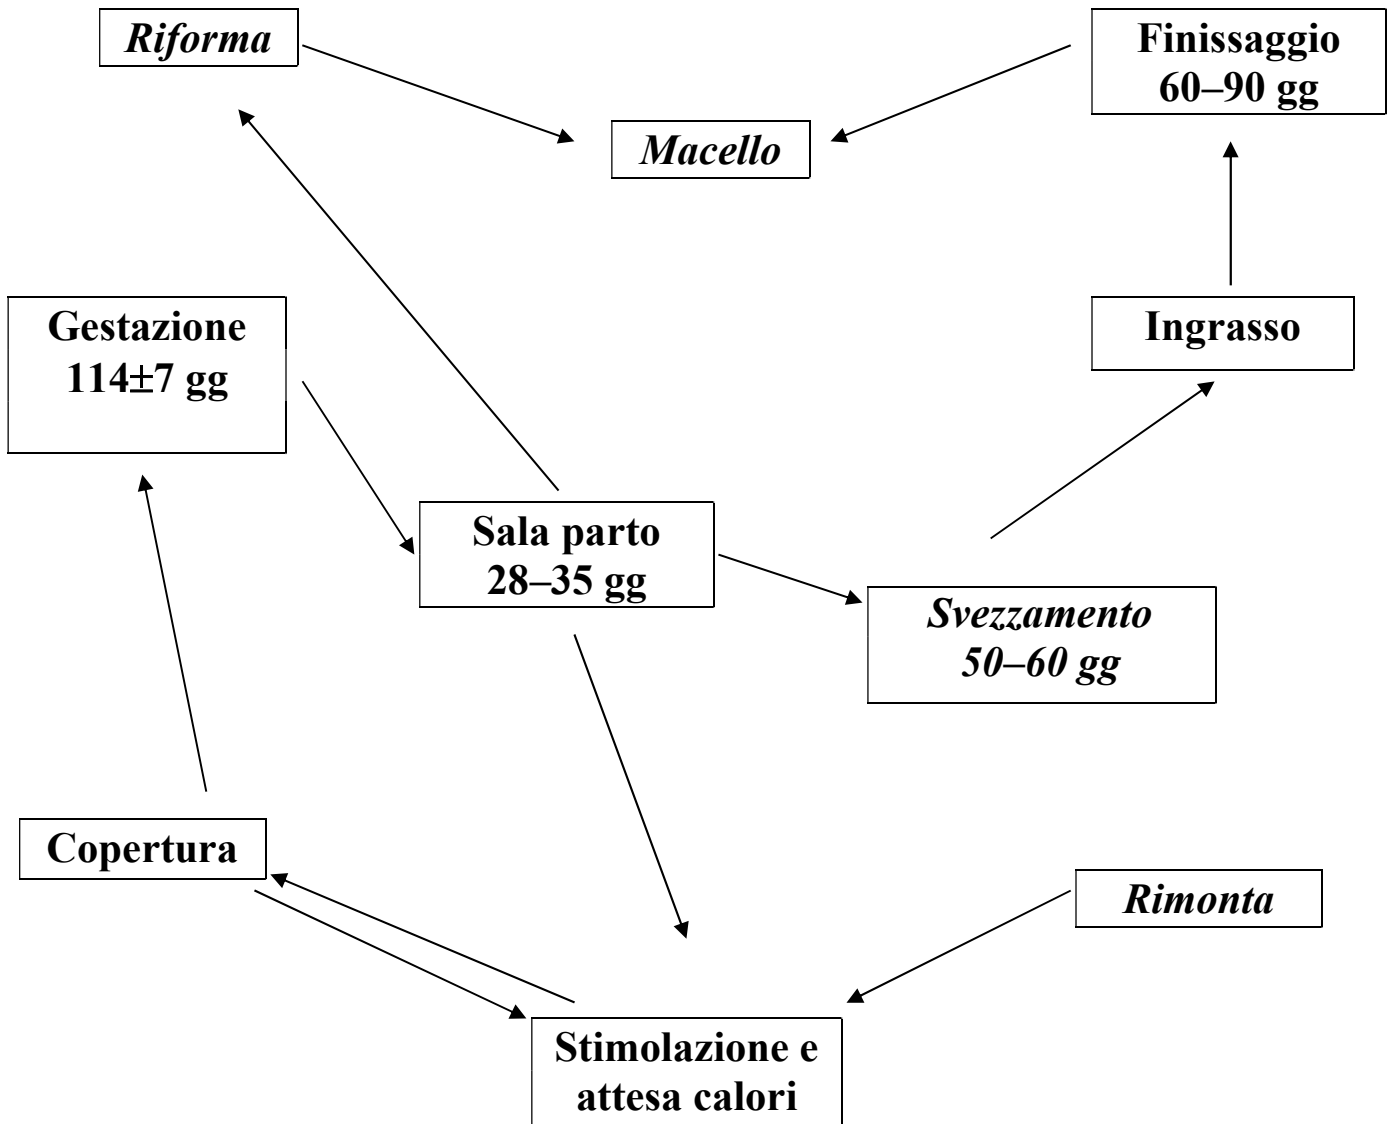 Riforma
Finissaggio
60–90 gg
Macello
Gestazione
114±7 gg
Ingrasso
Sala parto
28–35 gg
Svezzamento
50–60 gg
Copertura
Rimonta
Stimolazione e
attesa calori